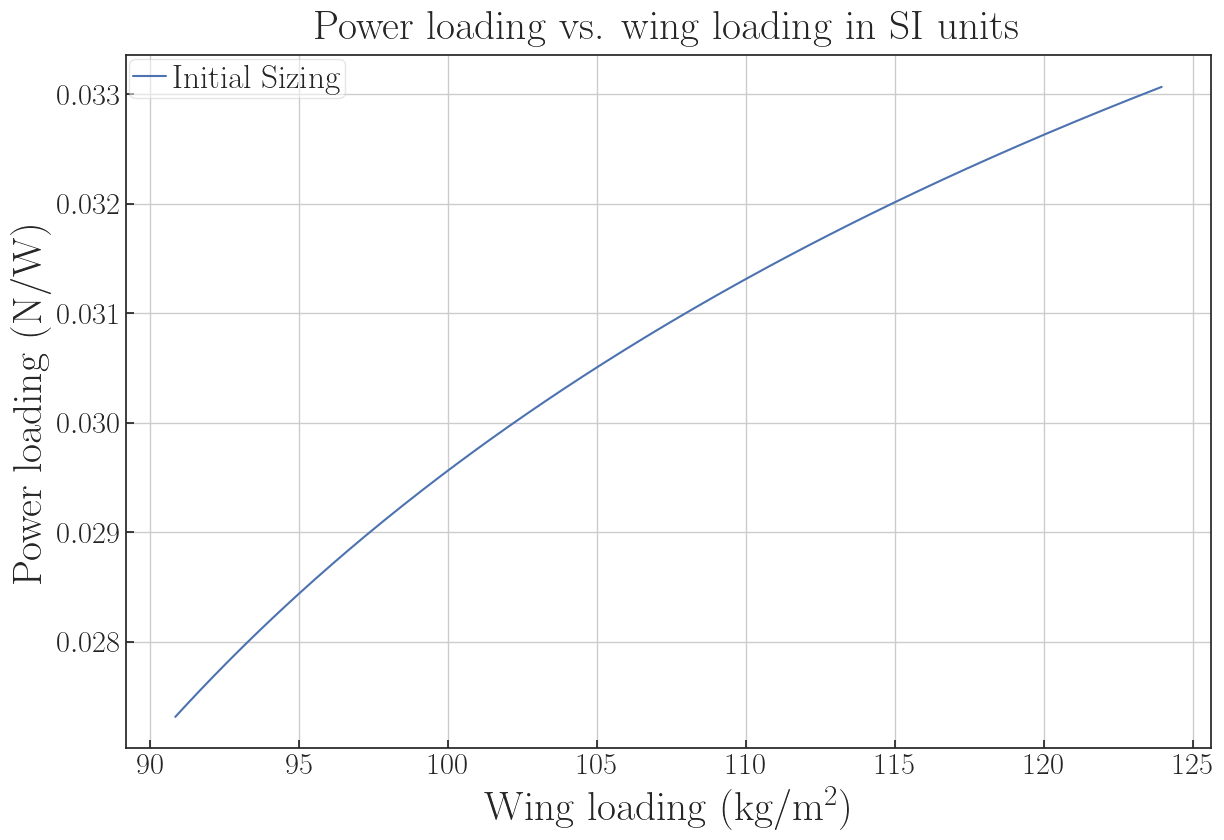 Power loading vs. wing loading in SI units
Initial Sizing
Power loading (N/W)
0.033
0.032
0.031
0.030
0.029
0.028
90 95 100 105 110 115 120 125
Wing loading (kg/m²)